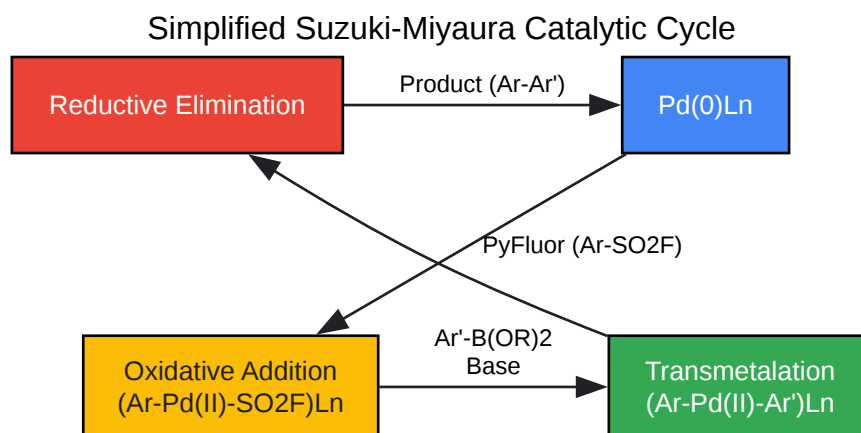 Simplified Suzuki-Miyaura Catalytic Cycle
Reductive Elimination
Product (Ar-Ar')
Pd(0)Ln
PyFluor (Ar-SO2F)
Oxidative Addition
(Ar-Pd(II)-SO2F)Ln
Ar'-B(OR)2
Base
Transmetalation
(Ar-Pd(II)-Ar')Ln